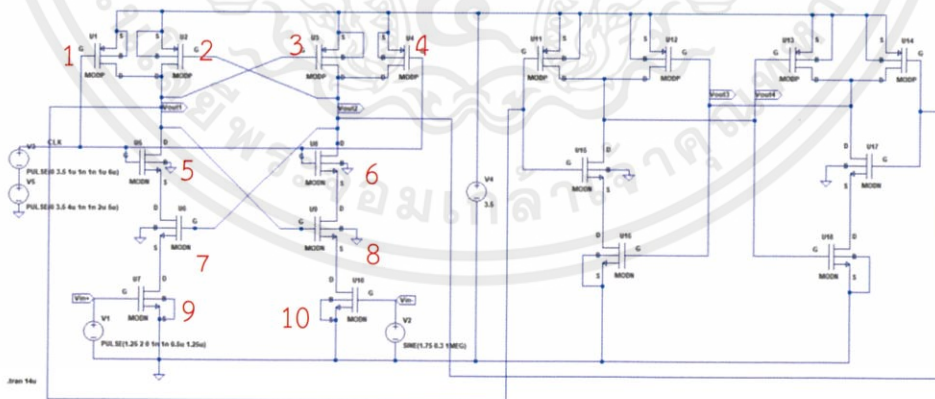 U1 U2 U3 U4 U11 U12 U13 U14
1 2 3 4
S S S S S S S S
G G G G G G G G
MODP MODP MODP MODP MODP MODP MODP MODP
D D D D D D D D
Vout1 Vout2 Vout3 Vout4
V3 CLK
PULSE(0 3.5 1u 1n 1n 1u 6u)
V5
PULSE(0 3.5 4u 1n 1n 2u 6u)
U5 D G B S MODN 5
U8 D G B S MODN 6
V4
3.5
U15 D G B S MODN
U17 D G B S MODN
U6 D B G S MODN 7
U9 D G B S MODN 8
U16 D B G S MODN
U18 D G B S MODN
Vin+ U7 D G B S MODN 9
10 U10 D B G S MODN Vin-
V1
PULSE(1.25 2 0 1n 1n 0.5u 1.25u)
V2
SINE(1.75 0.3 1MEG)
.tran 14u